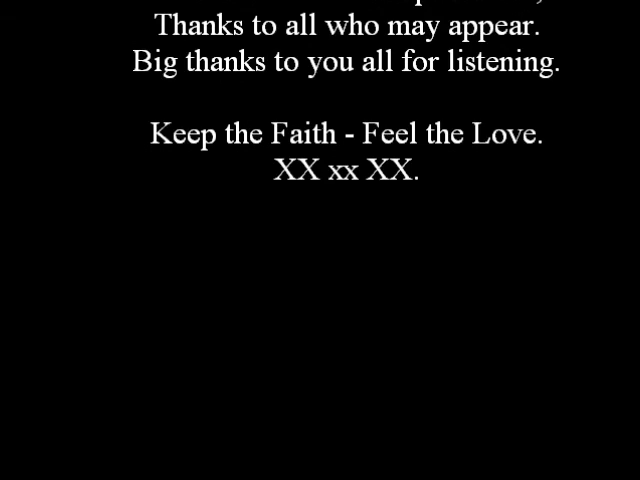 Thanks to all who may appear.
Big thanks to you all for listening.
Keep the Faith - Feel the Love.
XX xx XX.